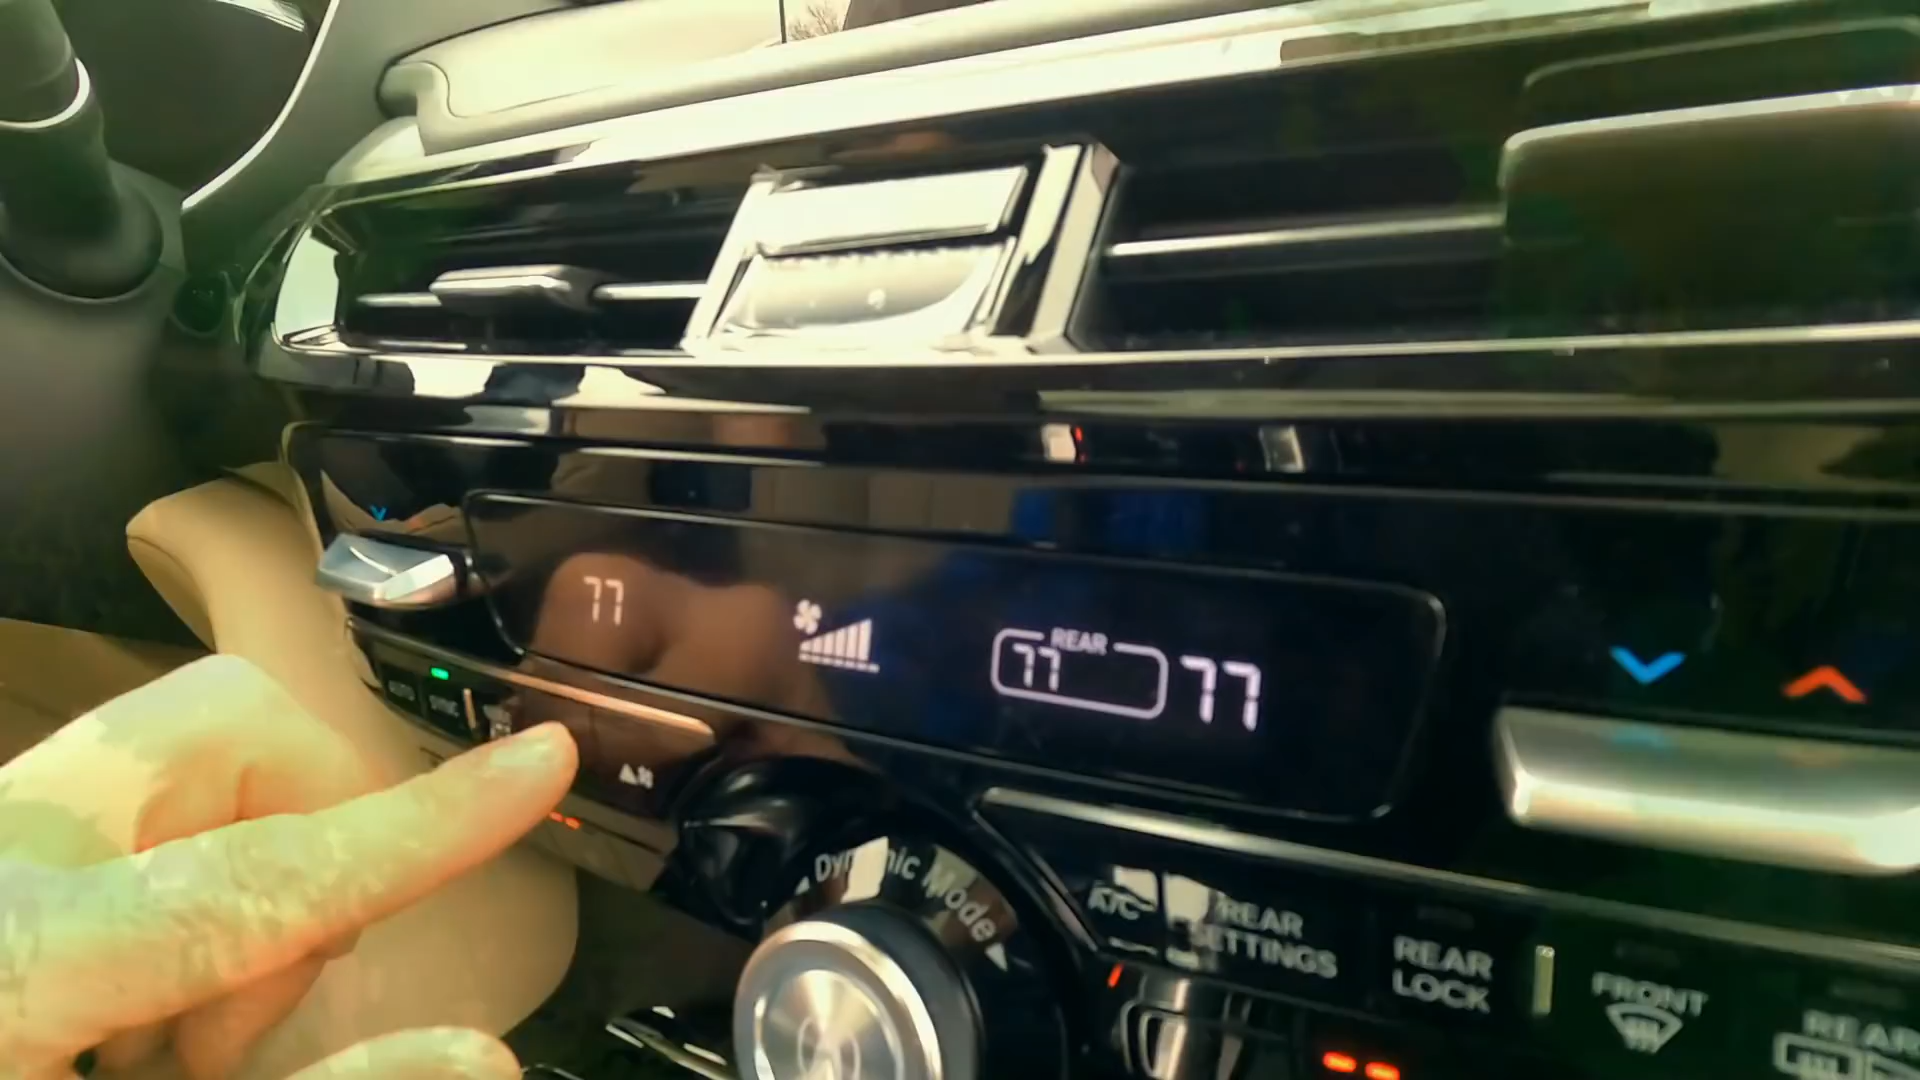 77
REAR
77
77
AUTO
SYNC
Dynamic Mode
A/C
REAR
SETTINGS
REAR
LOCK
FRONT
REAR